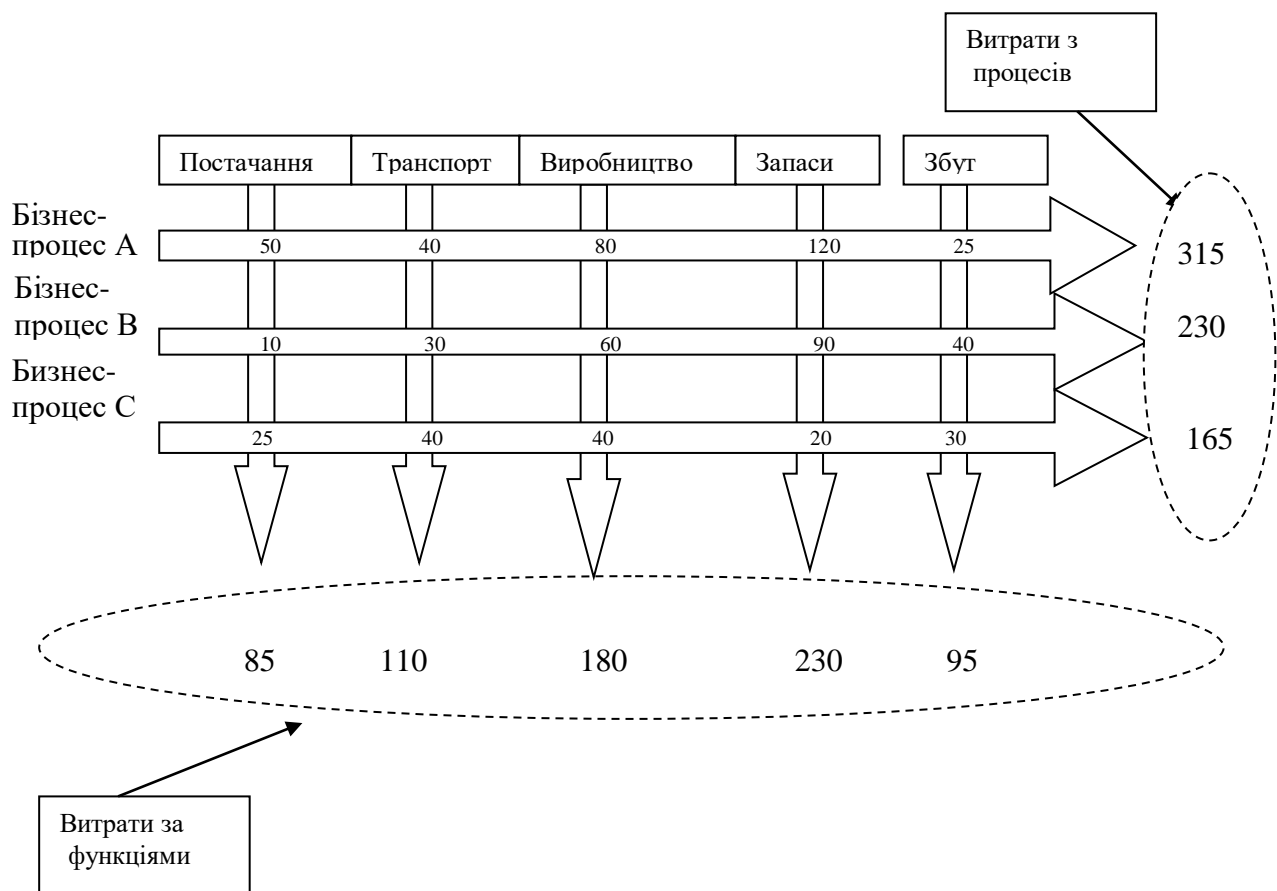 Витрати з
процесів
Постачання Транспорт Виробництво Запаси Збут
Бізнес-
процес А 50 40 80 120 25
315
Бізнес-
процес В 10 30 60 90 40
230
Бизнес-
процес С 25 40 40 20 30
165
85 110 180 230 95
Витрати за
функціями